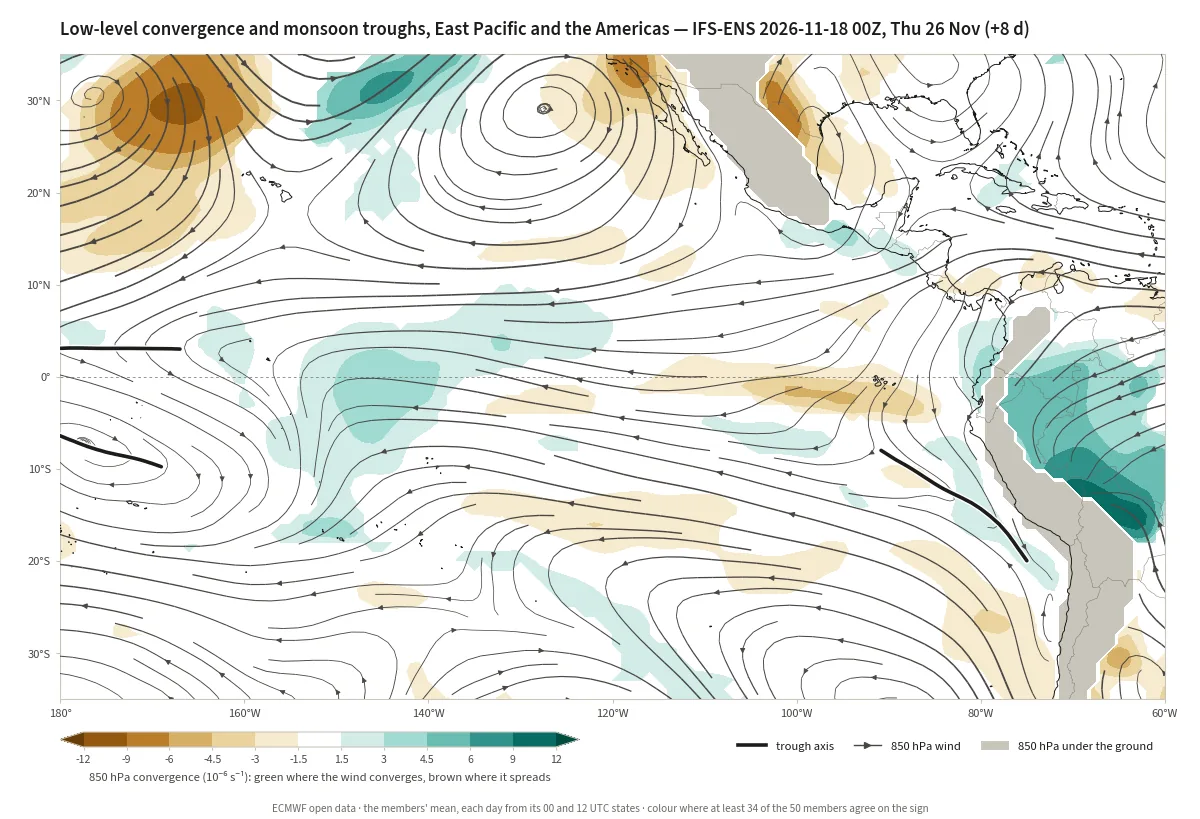 Low-level convergence and monsoon troughs, East Pacific and the Americas — IFS-ENS 2026-11-18 00Z, Thu 26 Nov (+8 d)
30°N
20°N
10°N
0°
10°S
20°S
30°S
180° 160°W 140°W 120°W 100°W 80°W 60°W
-12 -9 -6 -4.5 -3 -1.5 1.5 3 4.5 6 9 12
850 hPa convergence (10⁻⁶ s⁻¹): green where the wind converges, brown where it spreads
trough axis 850 hPa wind 850 hPa under the ground
ECMWF open data · the members' mean, each day from its 00 and 12 UTC states · colour where at least 34 of the 50 members agree on the sign